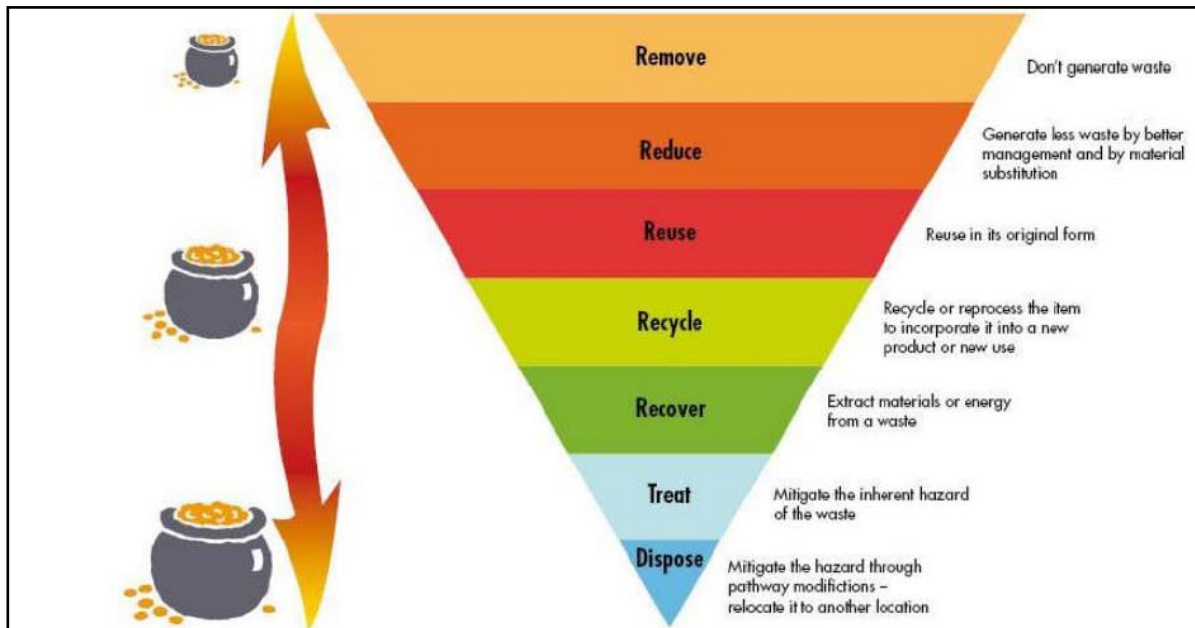 Remove
Don't generate waste
Reduce
Generate less waste by better
management and by material
substitution
Reuse
Reuse in its original form
Recycle
Recycle or reprocess the item
to incorporate it into a new
product or new use
Recover
Extract materials or energy
from a waste
Treat
Mitigate the inherent hazard
of the waste
Dispose
Mitigate the hazard through
pathway modifictions –
relocate it to another location